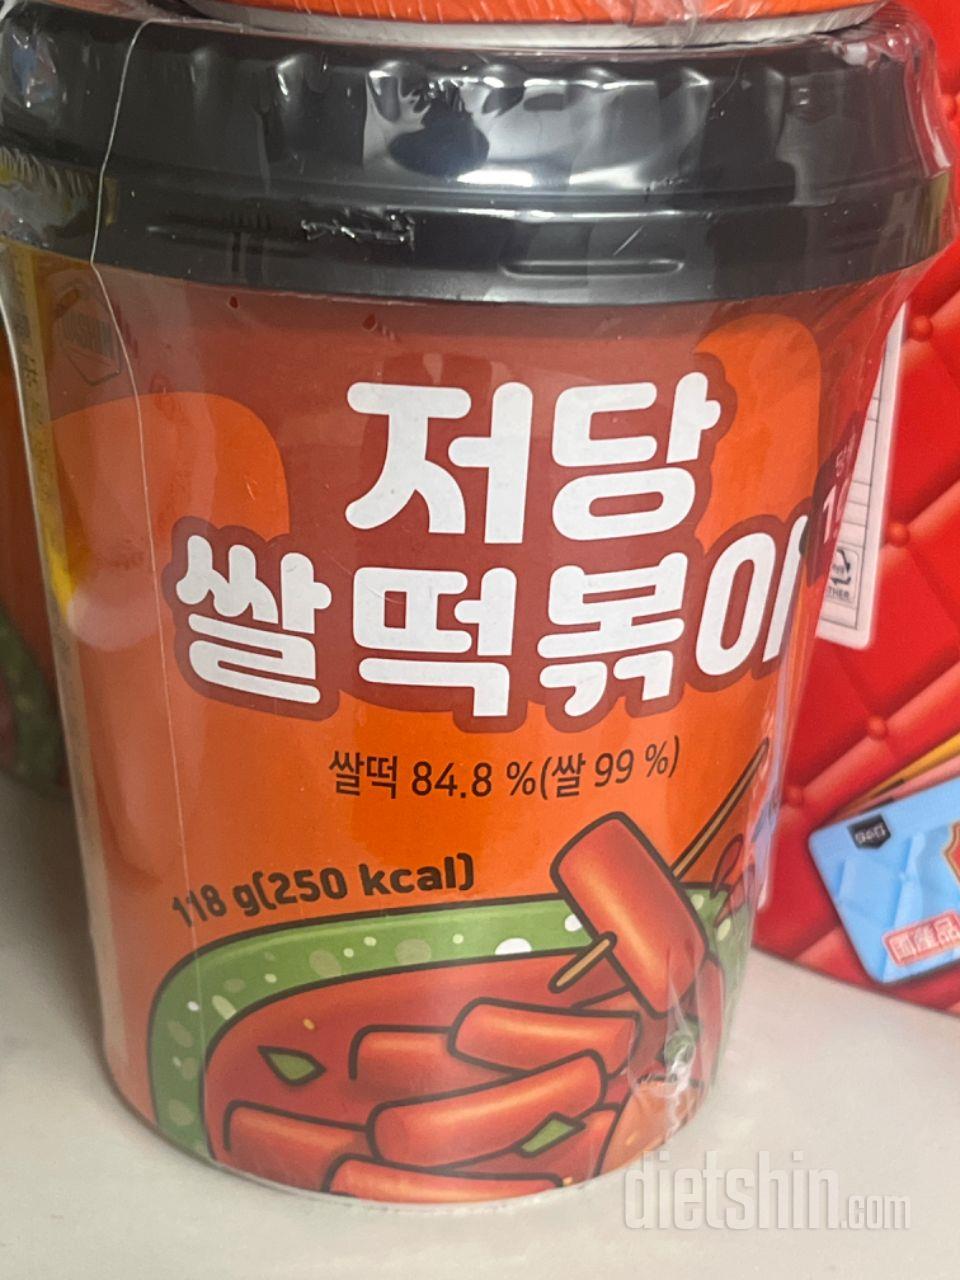 저당
쌀떡볶이
쌀떡 84.8 %(쌀 99 %)
118 g(250 kcal)
dietshin.com